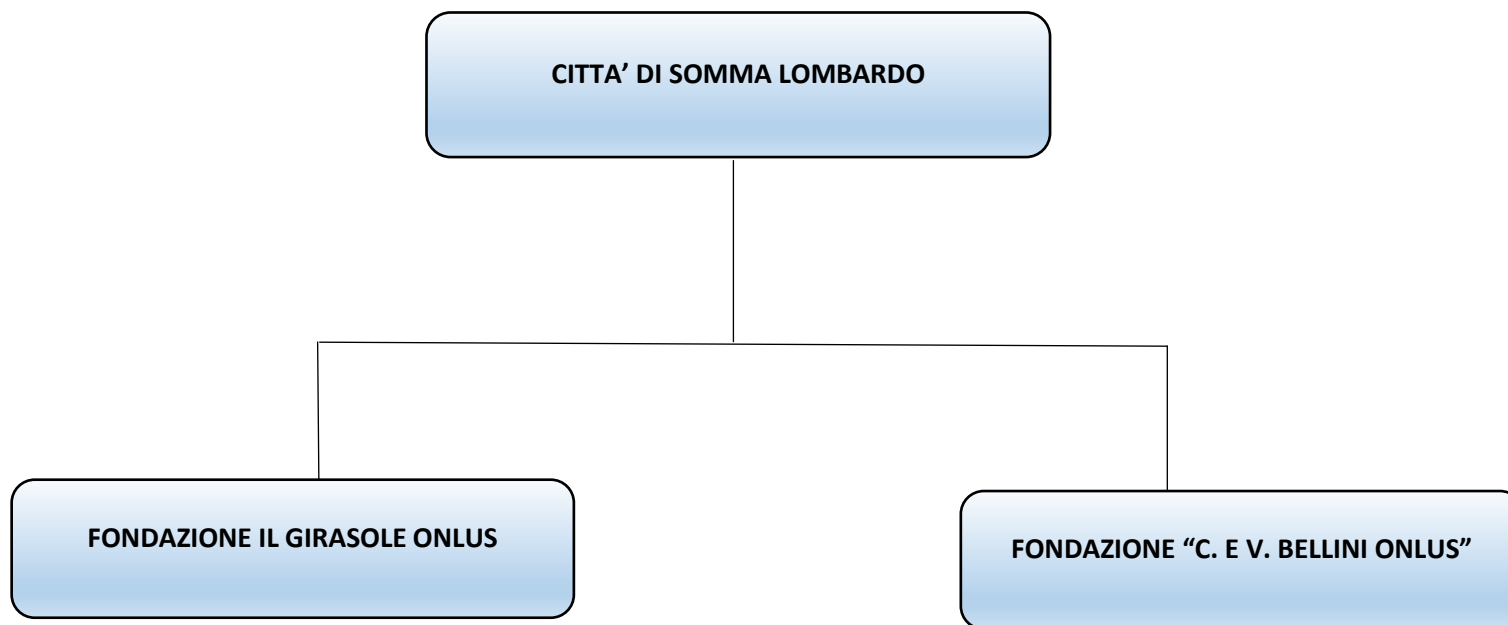 CITTA’ DI SOMMA LOMBARDO
FONDAZIONE IL GIRASOLE ONLUS
FONDAZIONE “C. E V. BELLINI ONLUS”